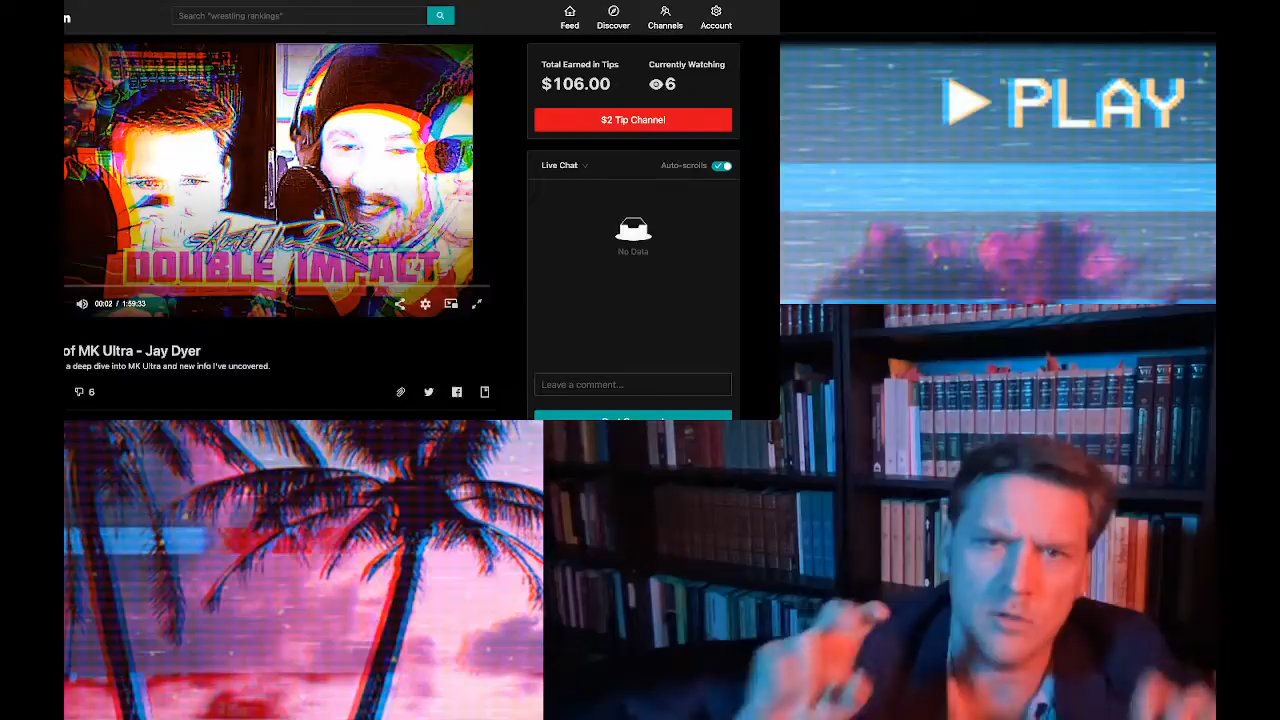 n
Search "wrestling rankings"
Feed
Discover
Channels
Account
Total Earned in Tips
Currently Watching
$106.00
6
$2 Tip Channel
PLAY
Live Chat
Auto-scrolls
No Data
DOUBLE IMPACT
00:02 / 1:59:33
of MK Ultra - Jay Dyer
a deep dive into MK Ultra and new info I've uncovered.
6
Leave a comment...